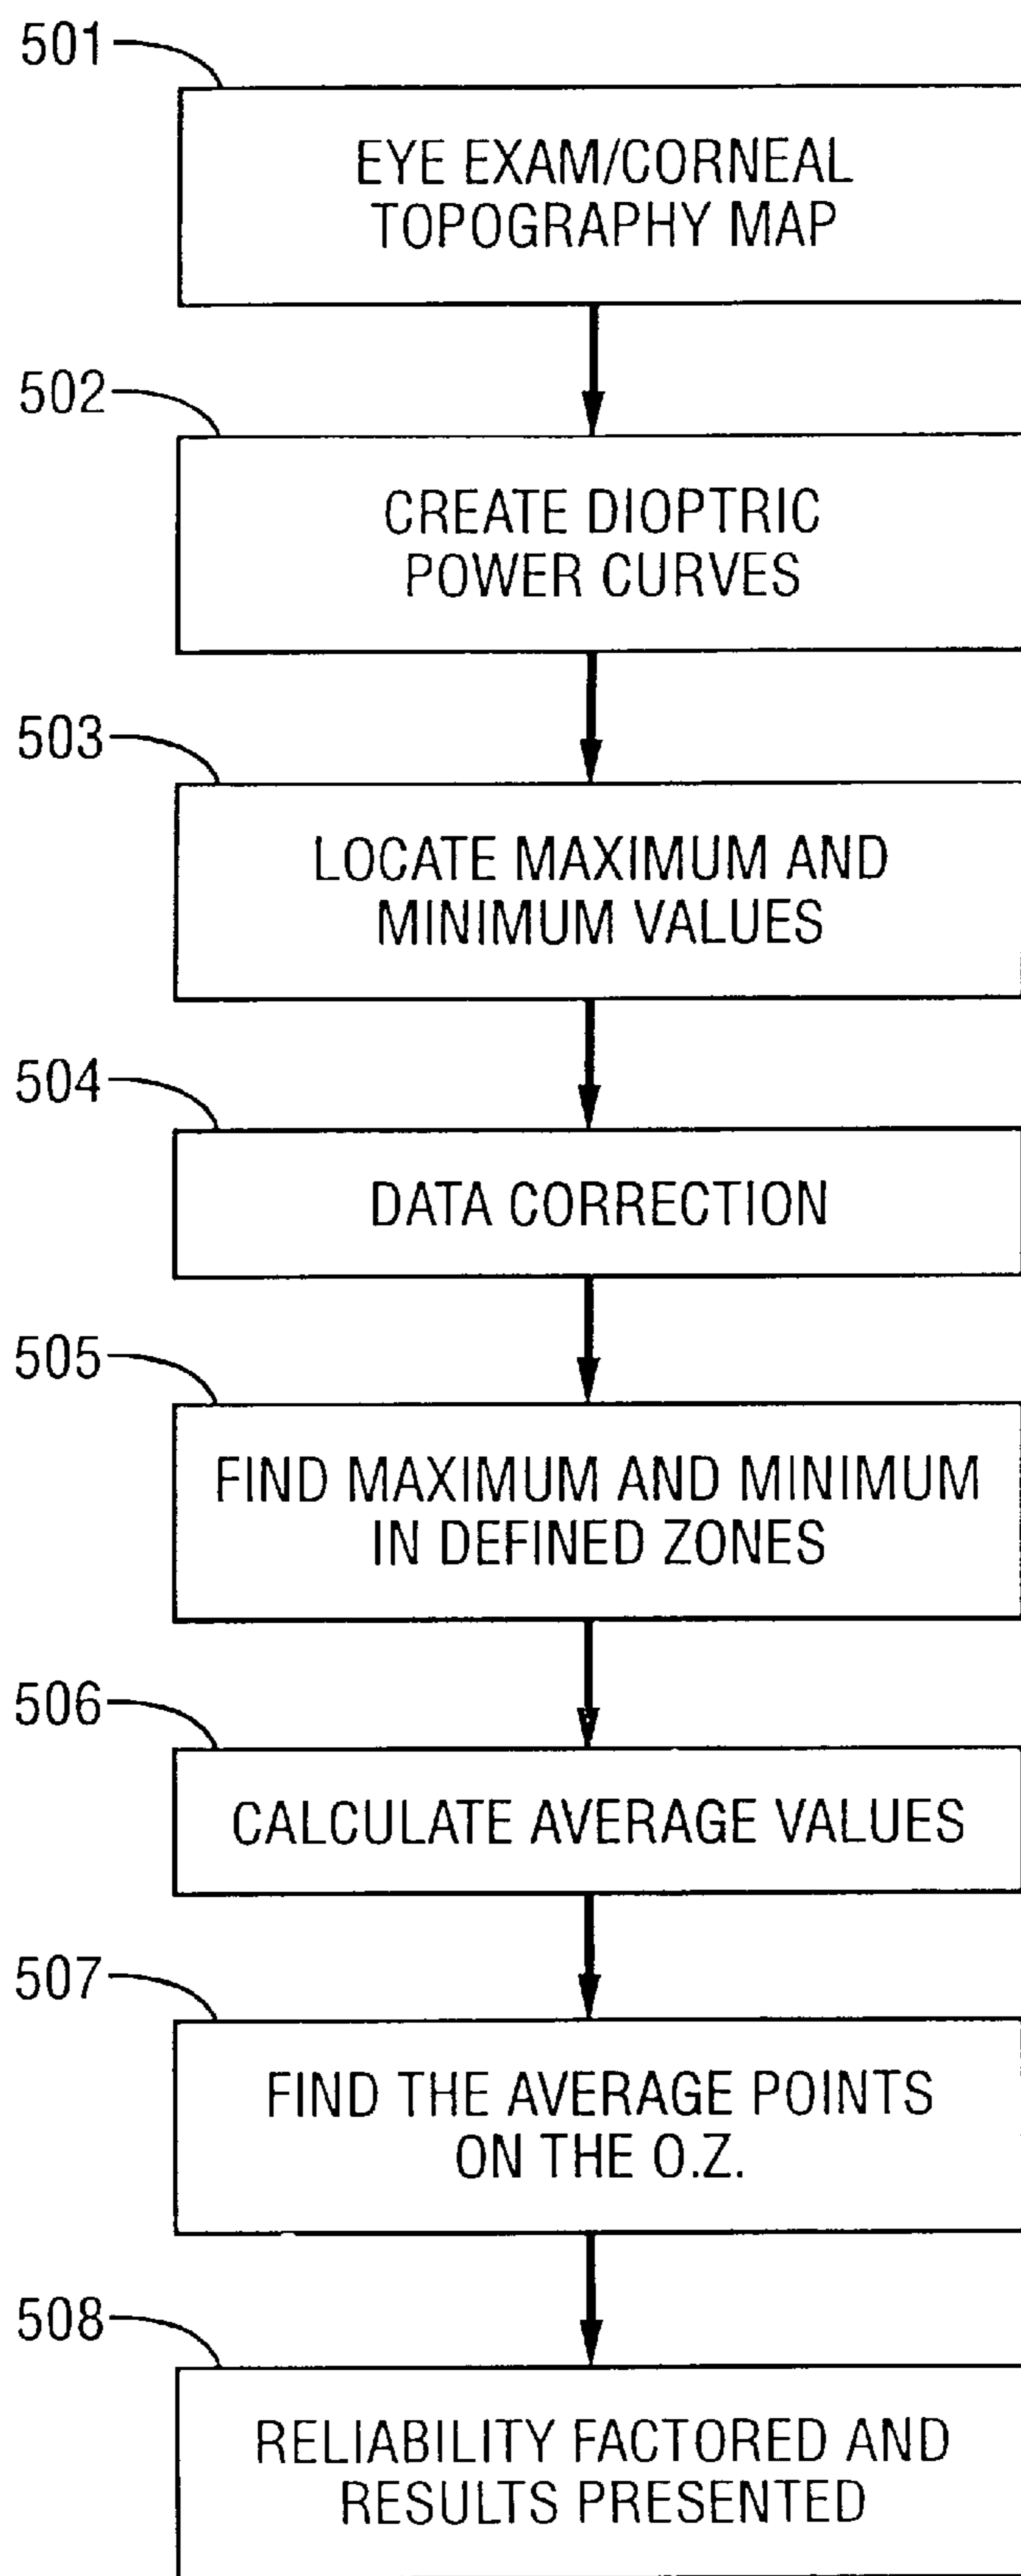 501
EYE EXAM/CORNEAL
TOPOGRAPHY MAP
502
CREATE DIOPTRIC
POWER CURVES
503
LOCATE MAXIMUM AND
MINIMUM VALUES
504
DATA CORRECTION
505
FIND MAXIMUM AND MINIMUM
IN DEFINED ZONES
506
CALCULATE AVERAGE VALUES
507
FIND THE AVERAGE POINTS
ON THE O.Z.
508
RELIABILITY FACTORED AND
RESULTS PRESENTED